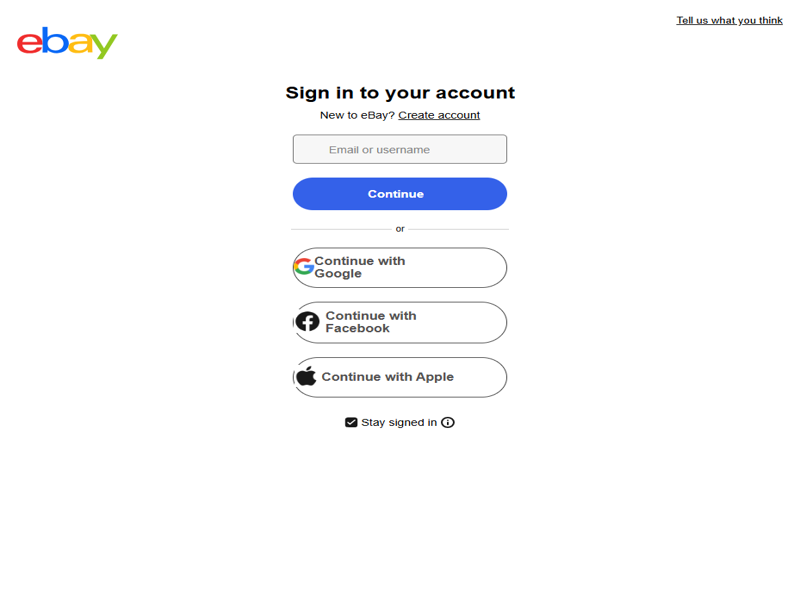 Tell us what you think
ebay
Sign in to your account
New to eBay? Create account
Email or username
Continue
or
Continue with
Google
Continue with
Facebook
Continue with Apple
Stay signed in